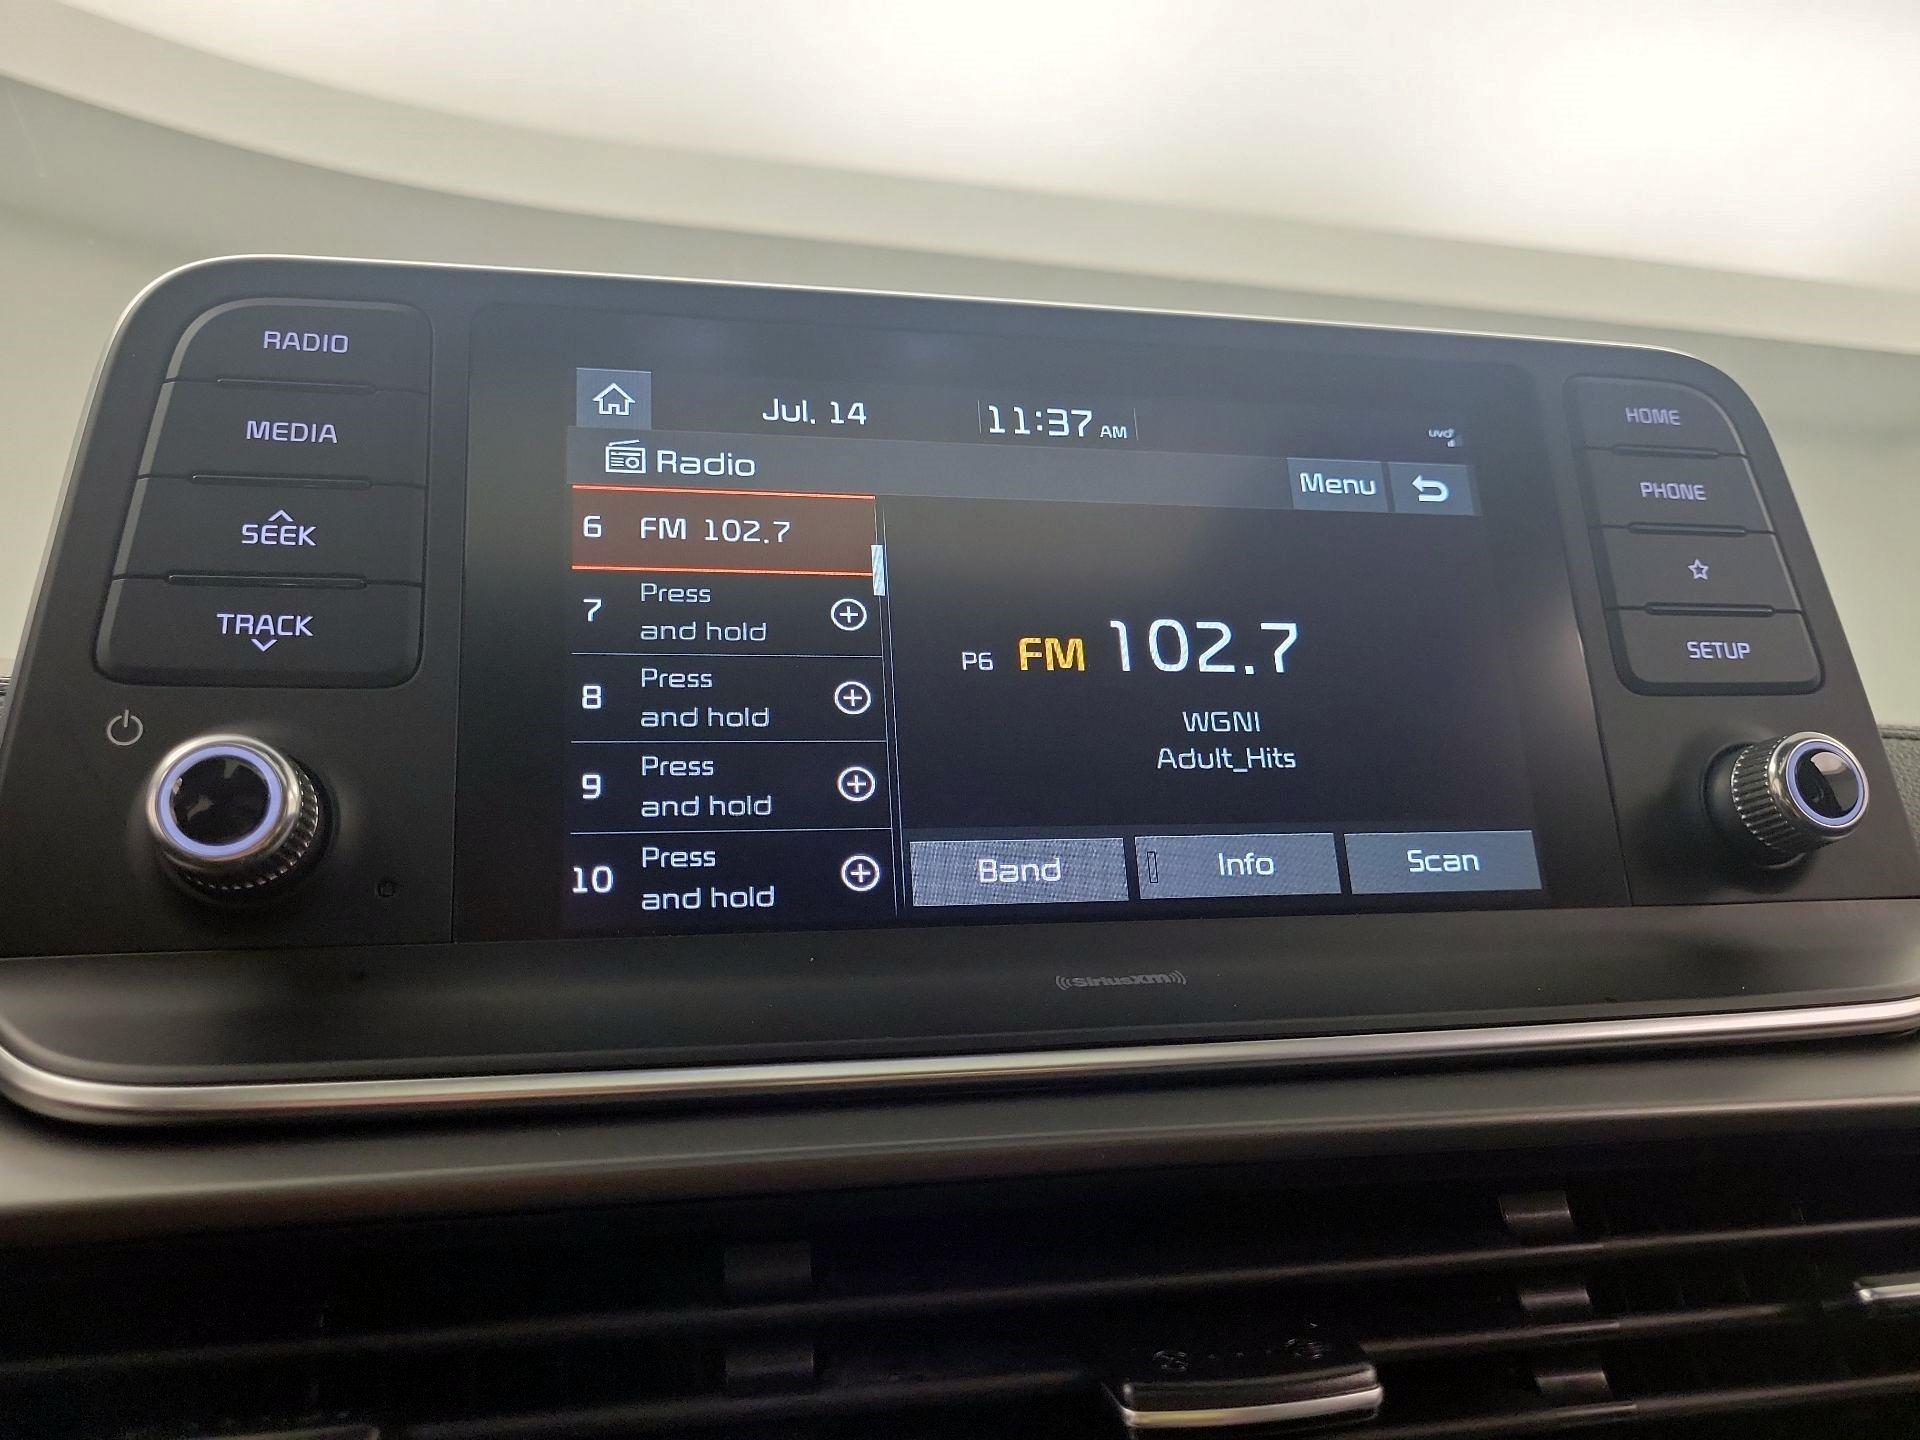 RADIO
MEDIA
SEEK
TRACK
Jul. 14
11:37 AM
UVO
Radio
Menu
6 FM 102.7
7 Press
and hold
8 Press
and hold
9 Press
and hold
10 Press
and hold
P6 FM 102.7
WGNI
Adult_Hits
Band
Info
Scan
HOME
PHONE
SETUP
((SiriusXM))